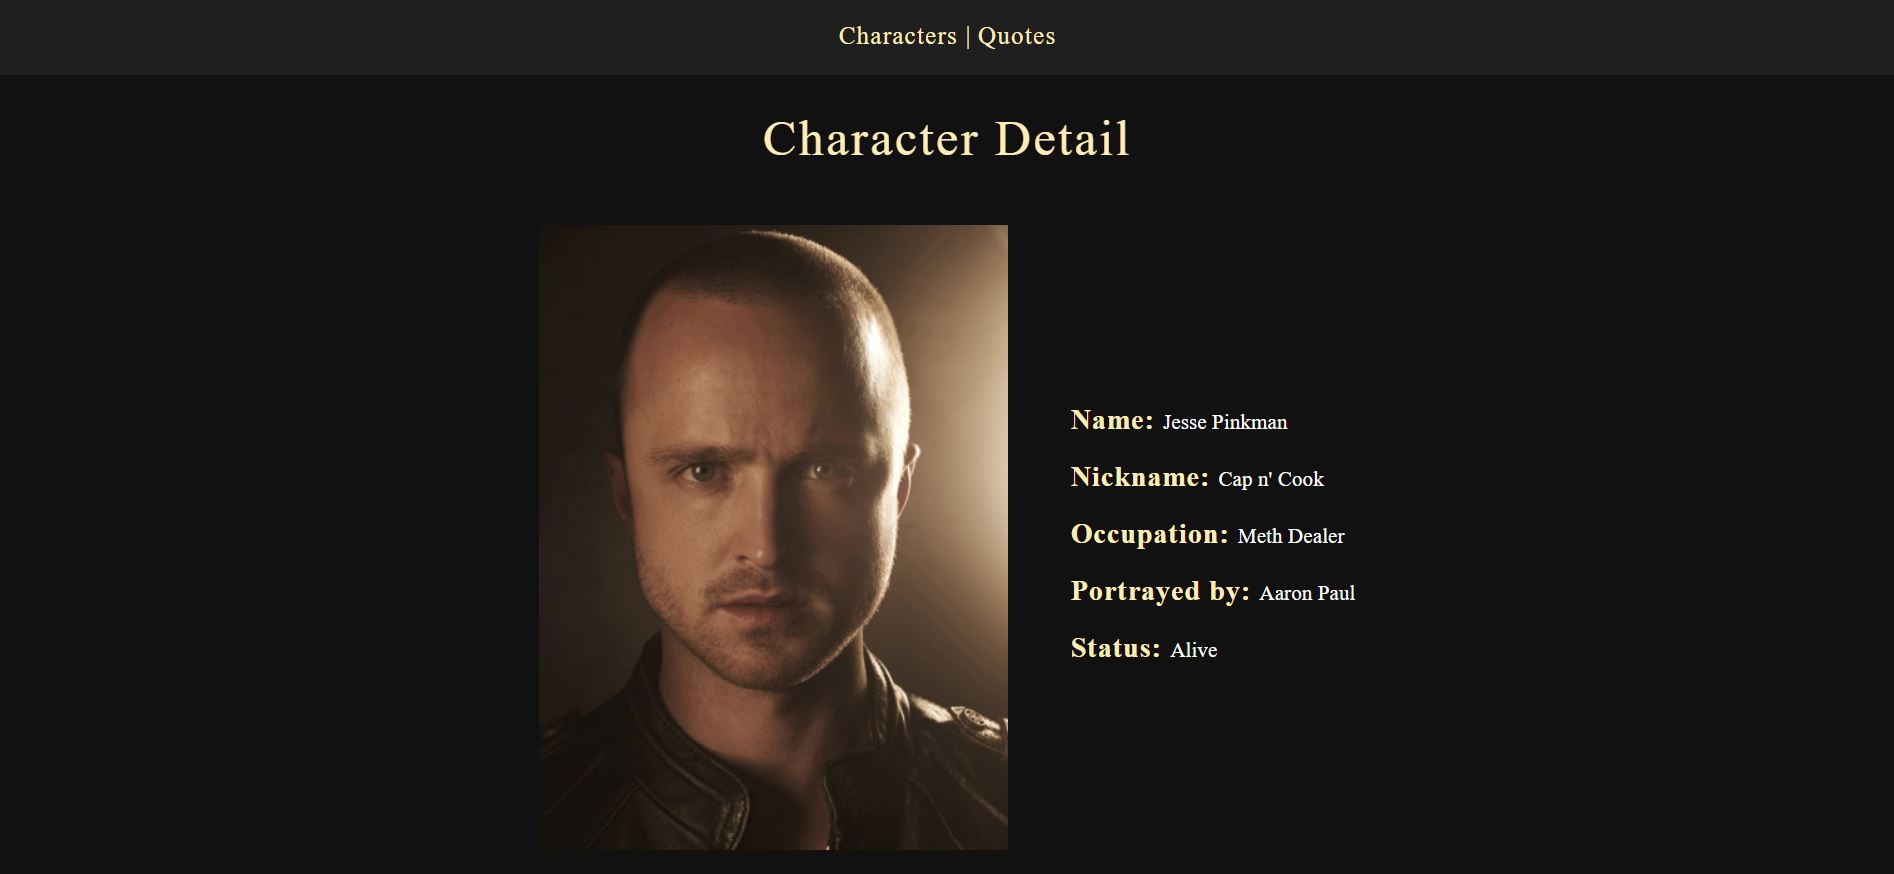 Characters | Quotes
Character Detail
Name: Jesse Pinkman
Nickname: Cap n' Cook
Occupation: Meth Dealer
Portrayed by: Aaron Paul
Status: Alive